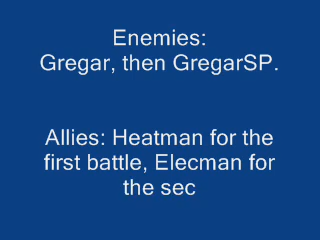 Enemies:
Gregar, then GregarSP.
Allies: Heatman for the
first battle, Elecman for
the sec